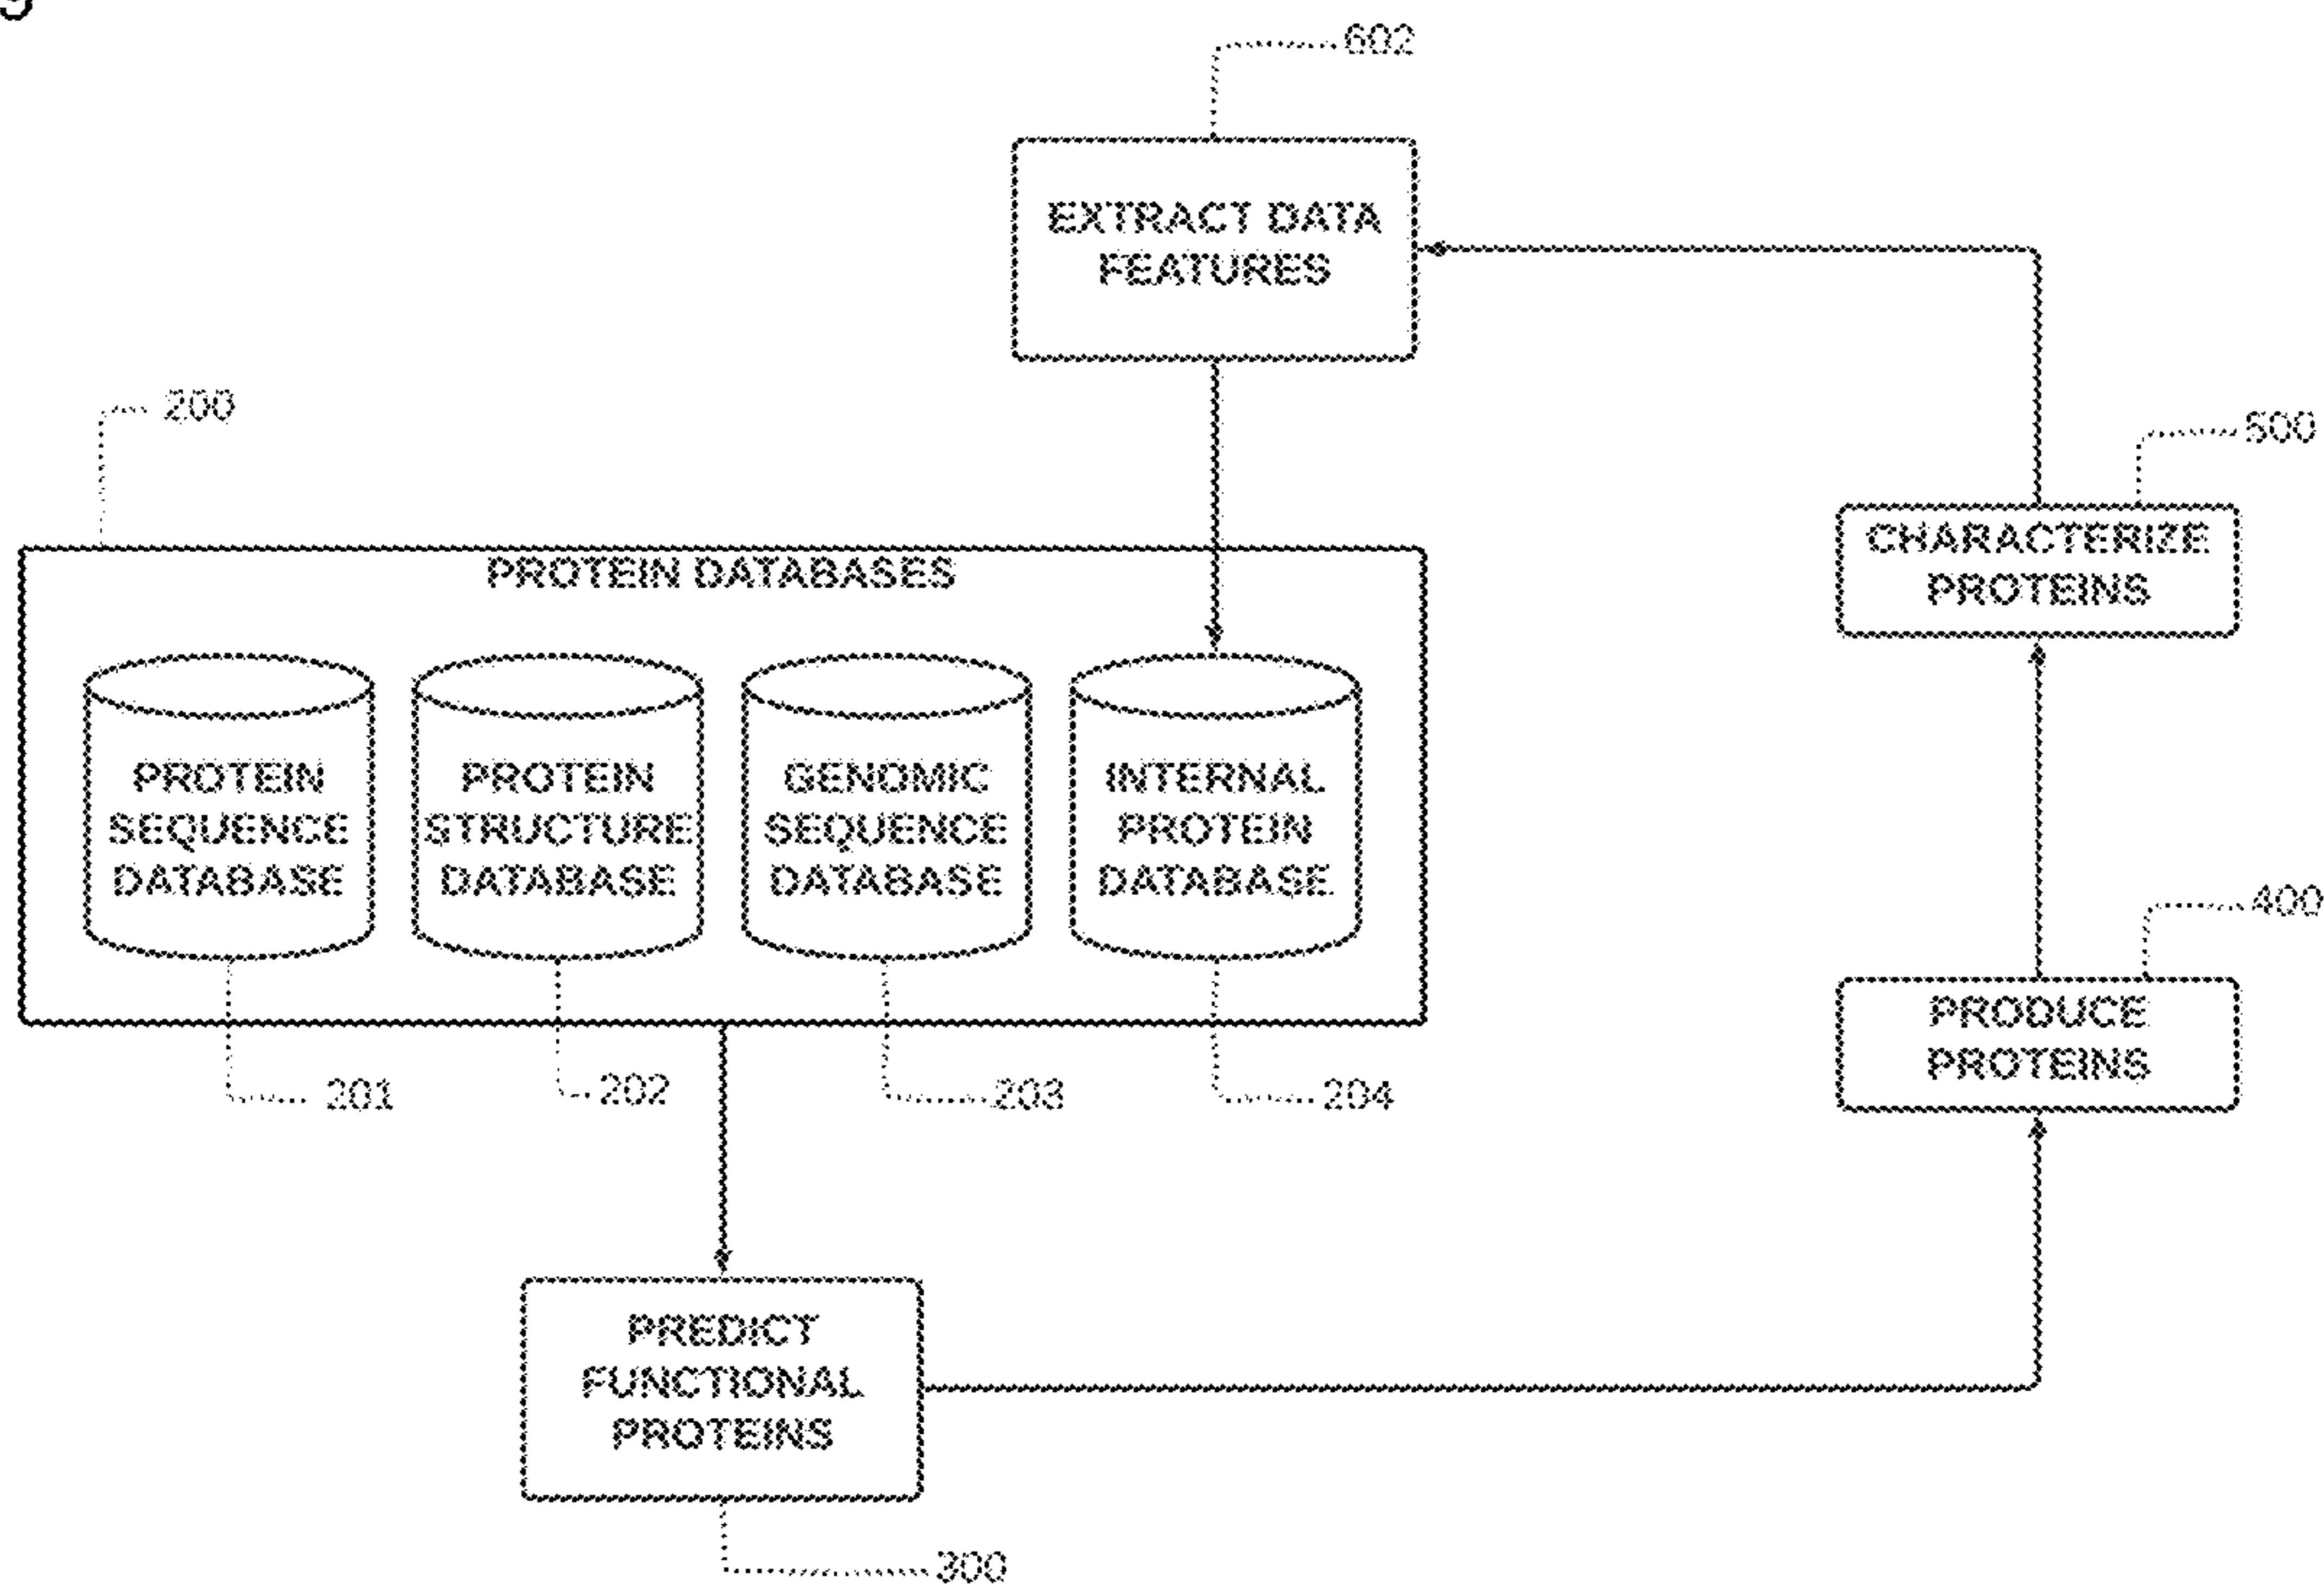 602
EXTRACT DATA
FEATURES
200
500
CHARACTERIZE
PROTEINS
PROTEIN DATABASES
PROTEIN
SEQUENCE
DATABASE
PROTEIN
STRUCTURE
DATABASE
GENOMIC
SEQUENCE
DATABASE
INTERNAL
PROTEIN
DATABASE
400
PRODUCE
PROTEINS
201
202
203
204
PREDICT
FUNCTIONAL
PROTEINS
300